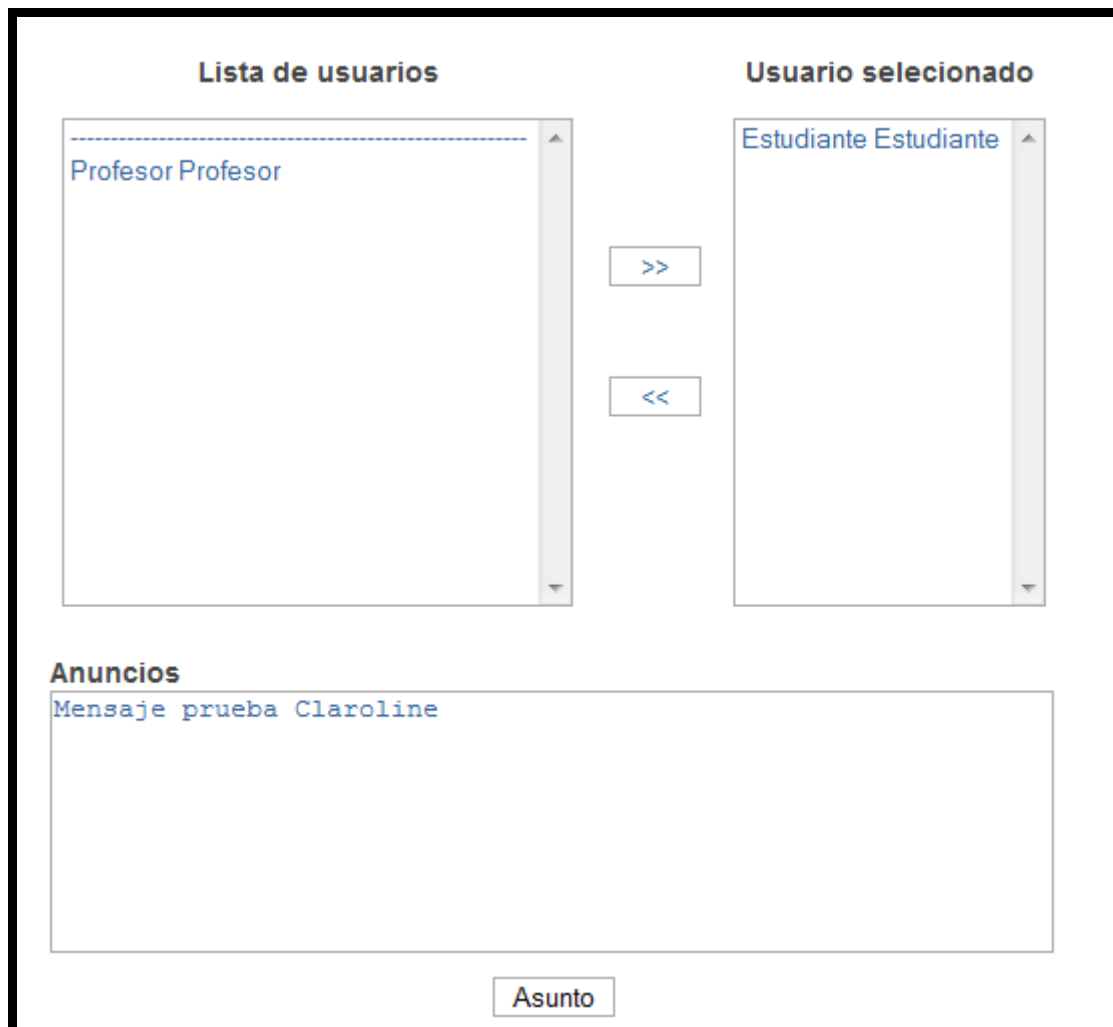 Lista de usuarios
Usuario selecionado
--------------------------------------------------------
Profesor Profesor
Estudiante Estudiante
>>
<<
Anuncios
Mensaje prueba Claroline
Asunto